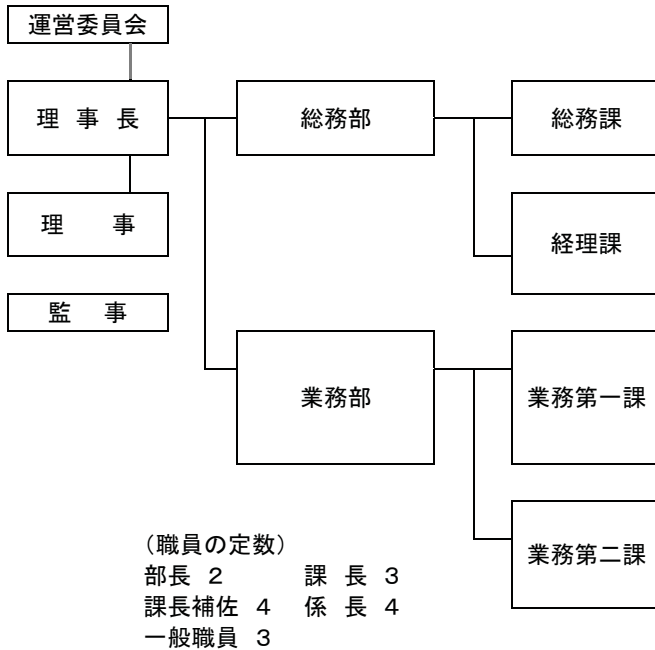 運営委員会
理 事 長
総務部
総務課
理 事
経理課
監 事
業務部
業務第一課
業務第二課
（職員の定数）
部長 ２ 課 長 ３
課長補佐 ４ 係 長 ４
一般職員 ３